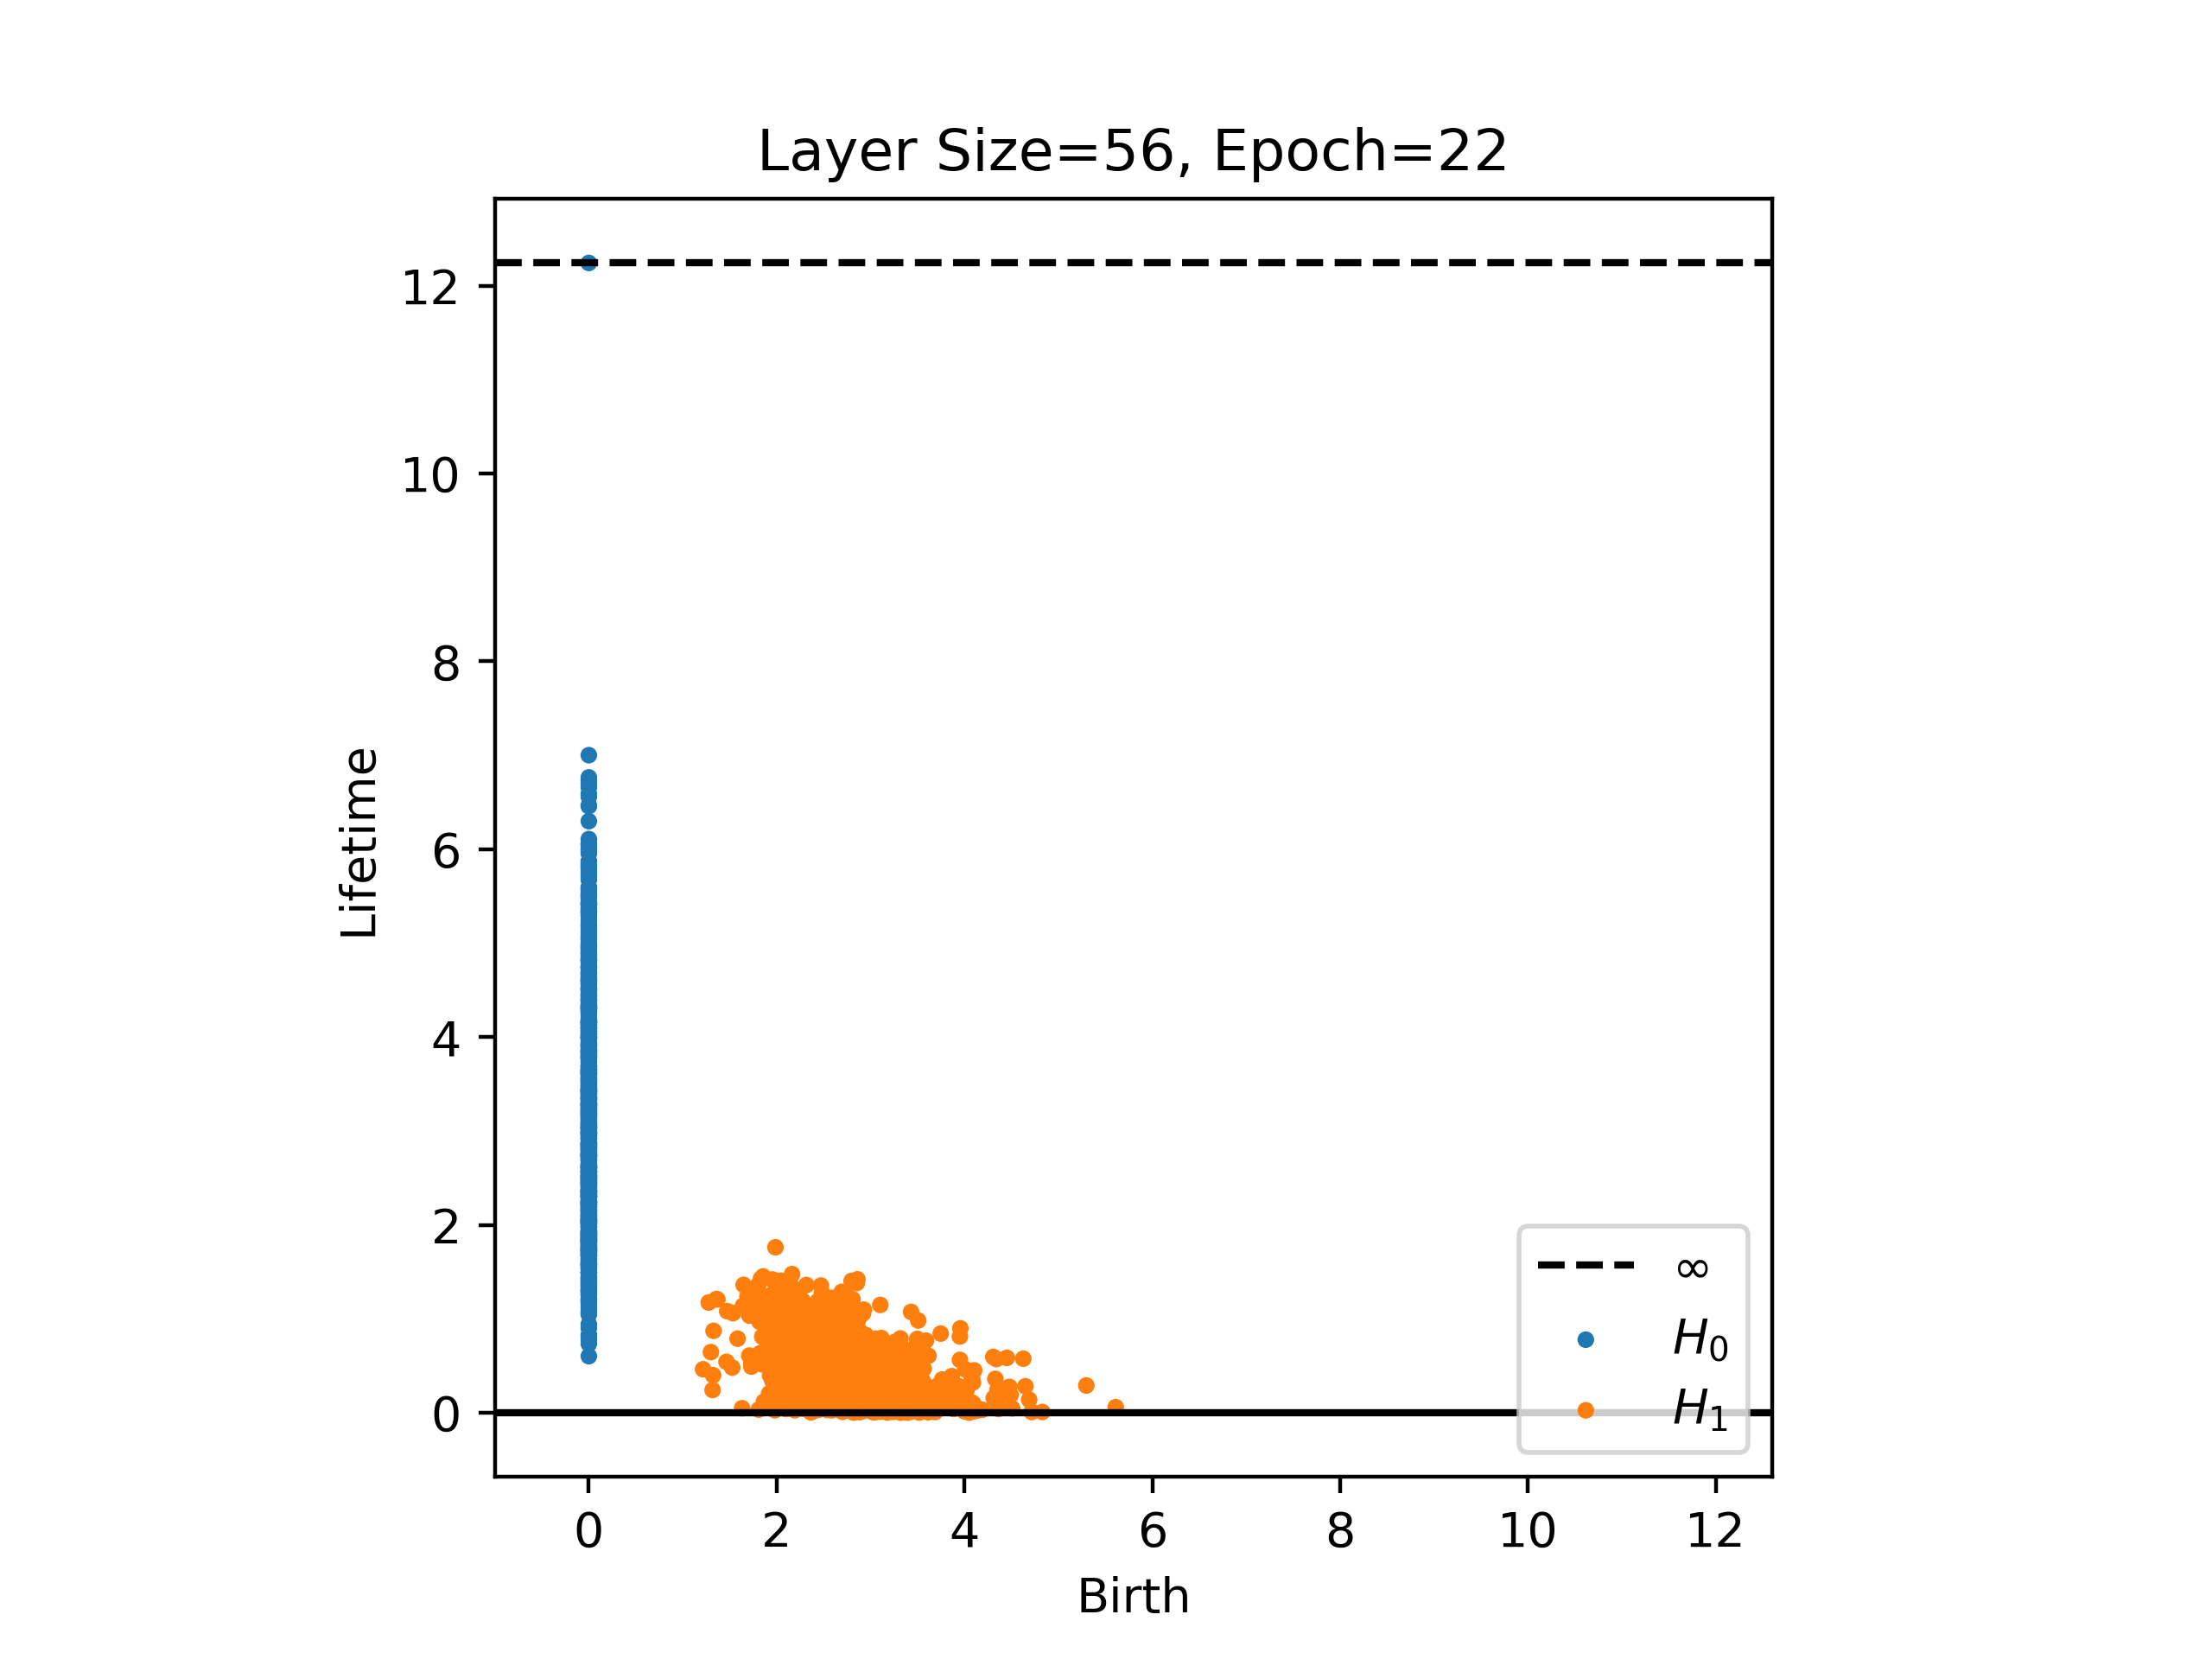 Layer Size=56, Epoch=22
12
10
8
6
4
2
0
Lifetime
∞
H₀
H₁
0 2 4 6 8 10 12
Birth